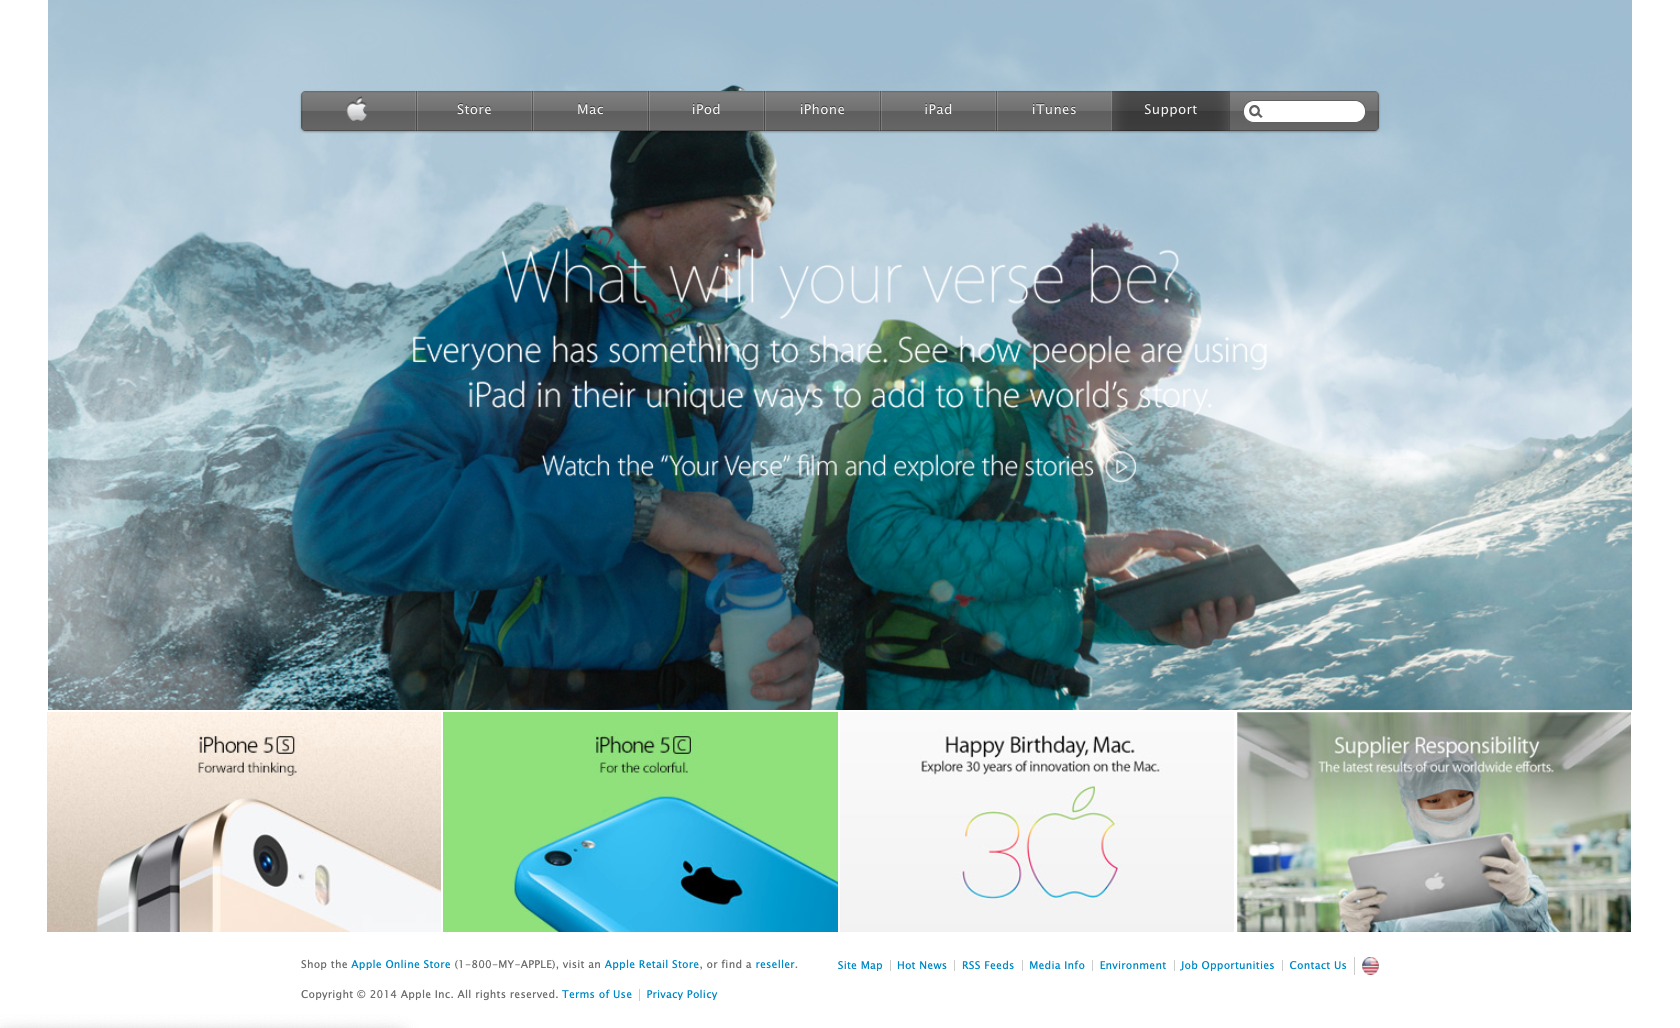 Store Mac iPod iPhone iPad iTunes Support
What will your verse be?
Everyone has something to share. See how people are using
iPad in their unique ways to add to the world's story.
Watch the “Your Verse” film and explore the stories
iPhone 5S
Forward thinking.
iPhone 5C
For the colorful.
Happy Birthday, Mac.
Explore 30 years of innovation on the Mac.
30
Supplier Responsibility
The latest results of our worldwide efforts.
Shop the Apple Online Store (1-800-MY-APPLE), visit an Apple Retail Store, or find a reseller.
Site Map | Hot News | RSS Feeds | Media Info | Environment | Job Opportunities | Contact Us
Copyright © 2014 Apple Inc. All rights reserved. Terms of Use | Privacy Policy